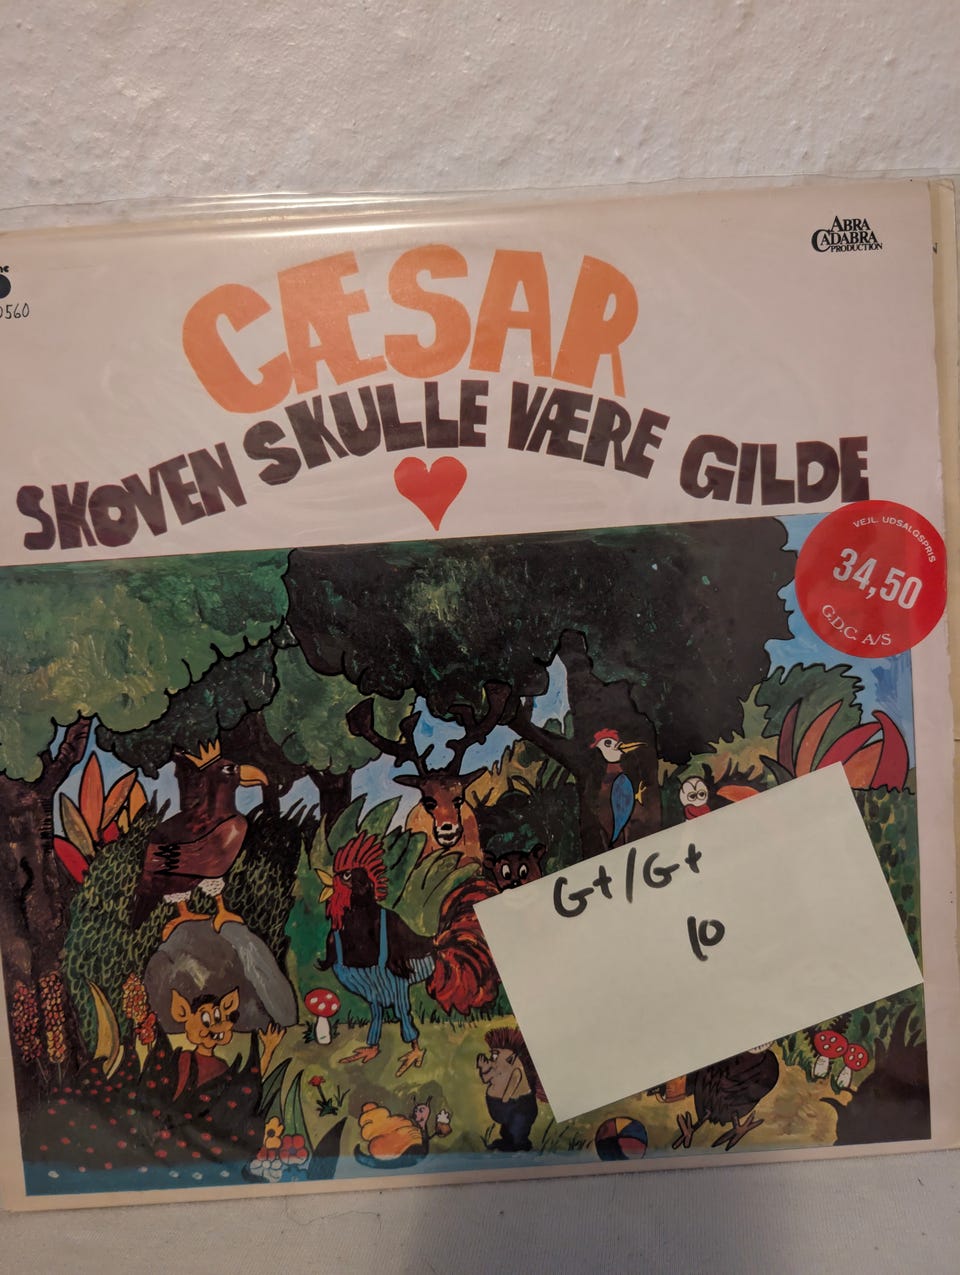 ABRA
CADABRA
PRODUCTION
0560
CÆSAR
SKOVEN SKULLE VÆRE GILDE
VEJL. UDSALGSPRIS
34,50
G.D.C. A/S
G+/G+
10